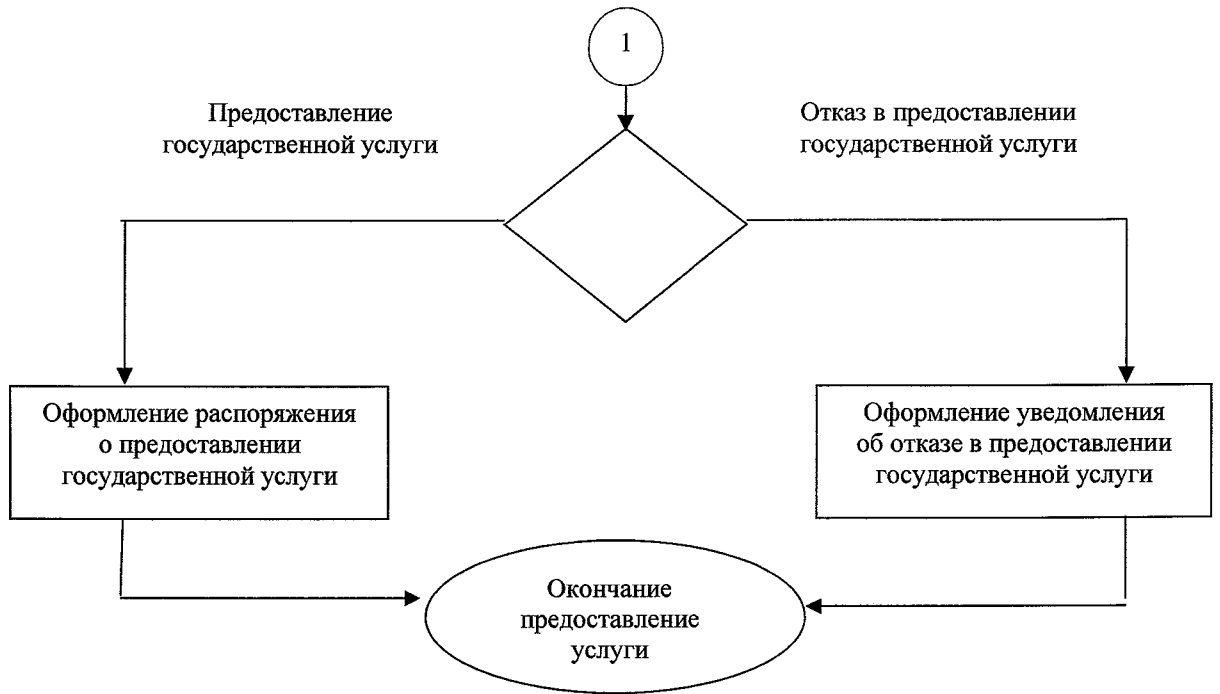 1
Предоставление
государственной услуги
Отказ в предоставлении
государственной услуги
Оформление распоряжения
о предоставлении
государственной услуги
Оформление уведомления
об отказе в предоставлении
государственной услуги
Окончание
предоставление
услуги